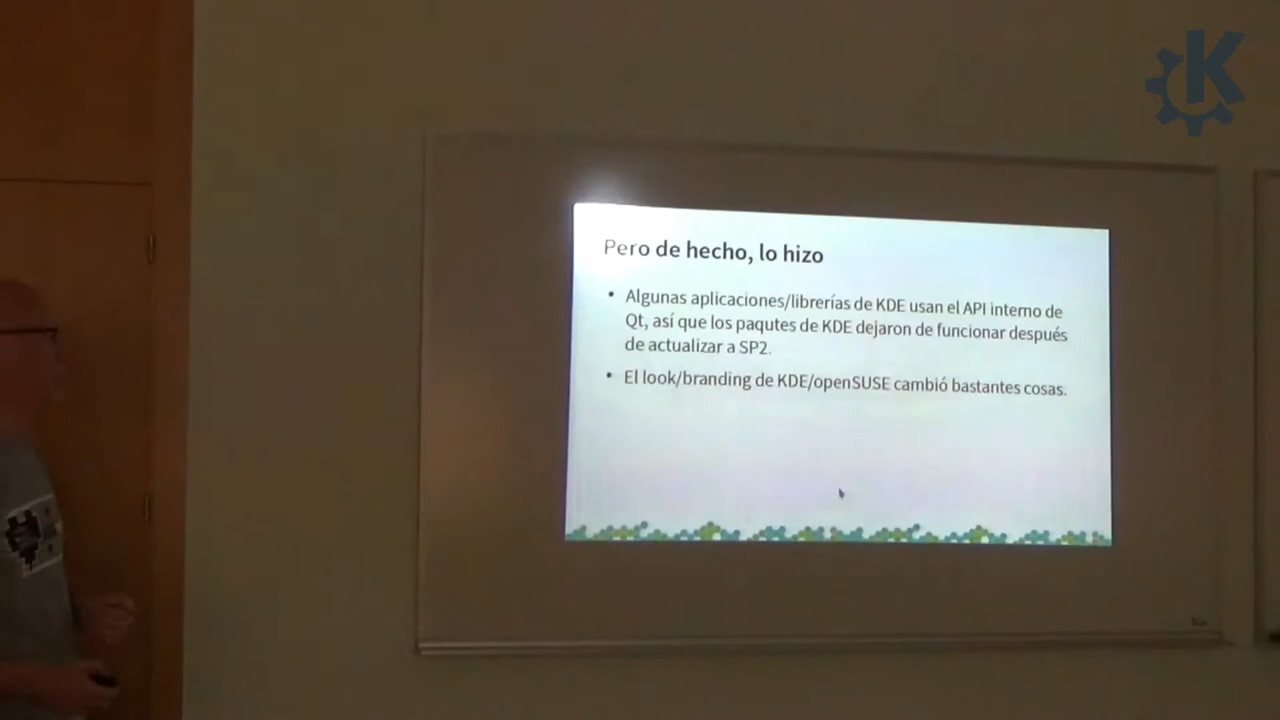 Pero de hecho, lo hizo
• Algunas aplicaciones/librerías de KDE usan el API interno de
Qt, así que los paqutes de KDE dejaron de funcionar después
de actualizar a SP2.
• El look/branding de KDE/openSUSE cambió bastantes cosas.
K